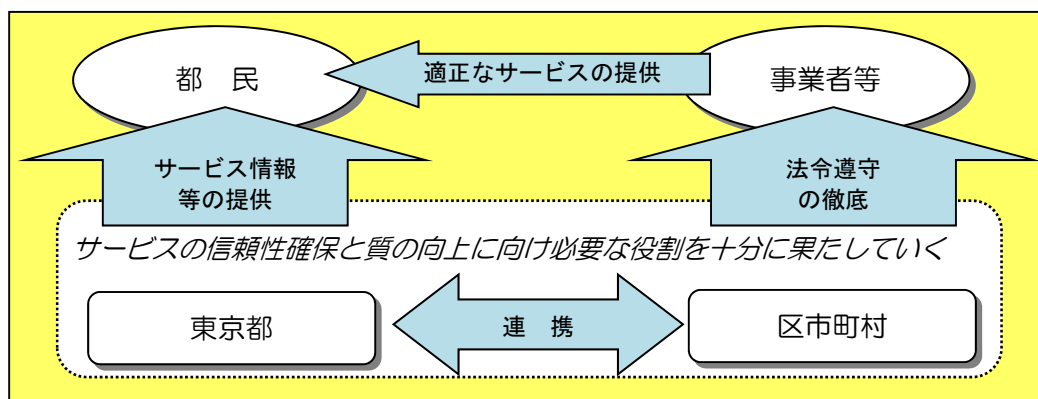 都　民
適正なサービスの提供
事業者等
サービス情報
等の提供
法令遵守
の徹底
サービスの信頼性確保と質の向上に向け必要な役割を十分に果たしていく
東京都
連　携
区市町村